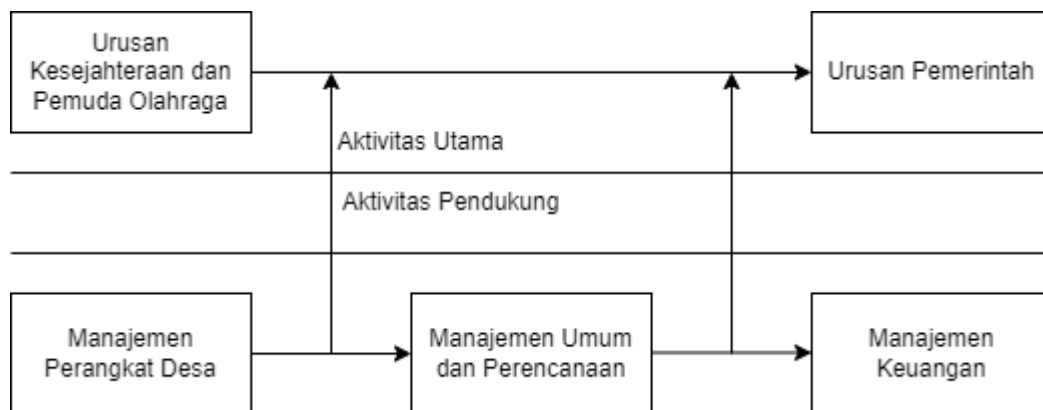 Urusan
Kesejahteraan dan
Pemuda Olahraga
Urusan Pemerintah
Aktivitas Utama
Aktivitas Pendukung
Manajemen
Perangkat Desa
Manajemen Umum
dan Perencanaan
Manajemen
Keuangan